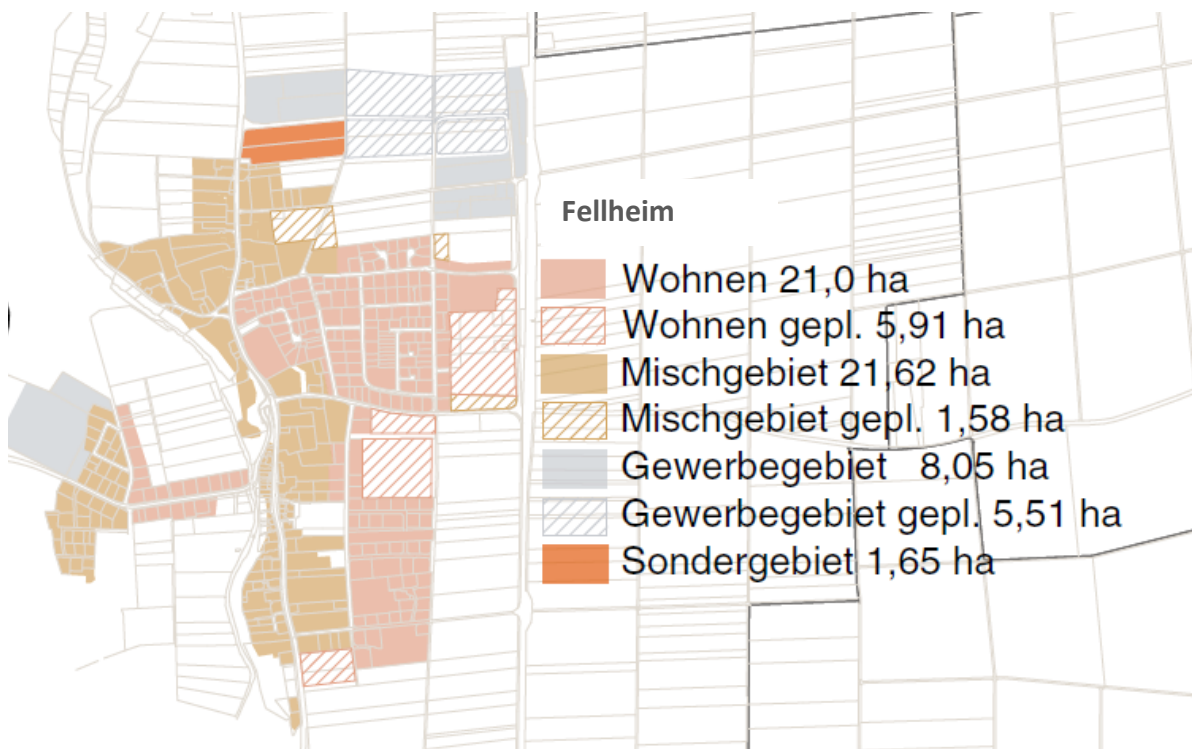 Fellheim
Wohnen 21,0 ha
Wohnen gepl. 5,91 ha
Mischgebiet 21,62 ha
Mischgebiet gepl. 1,58 ha
Gewerbegebiet 8,05 ha
Gewerbegebiet gepl. 5,51 ha
Sondergebiet 1,65 ha